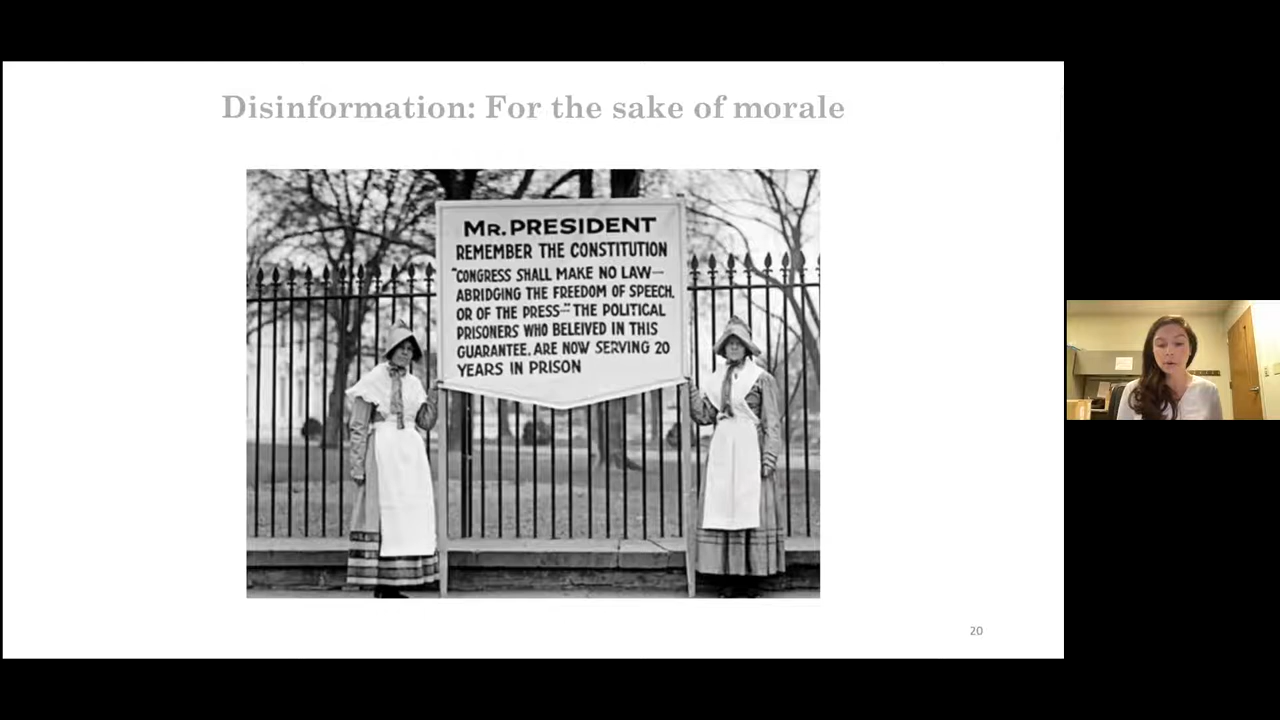 Disinformation: For the sake of morale
MR. PRESIDENT
REMEMBER THE CONSTITUTION
"CONGRESS SHALL MAKE NO LAW—
ABRIDGING THE FREEDOM OF SPEECH,
OR OF THE PRESS—" THE POLITICAL
PRISONERS WHO BELEIVED IN THIS
GUARANTEE, ARE NOW SERVING 20
YEARS IN PRISON
20